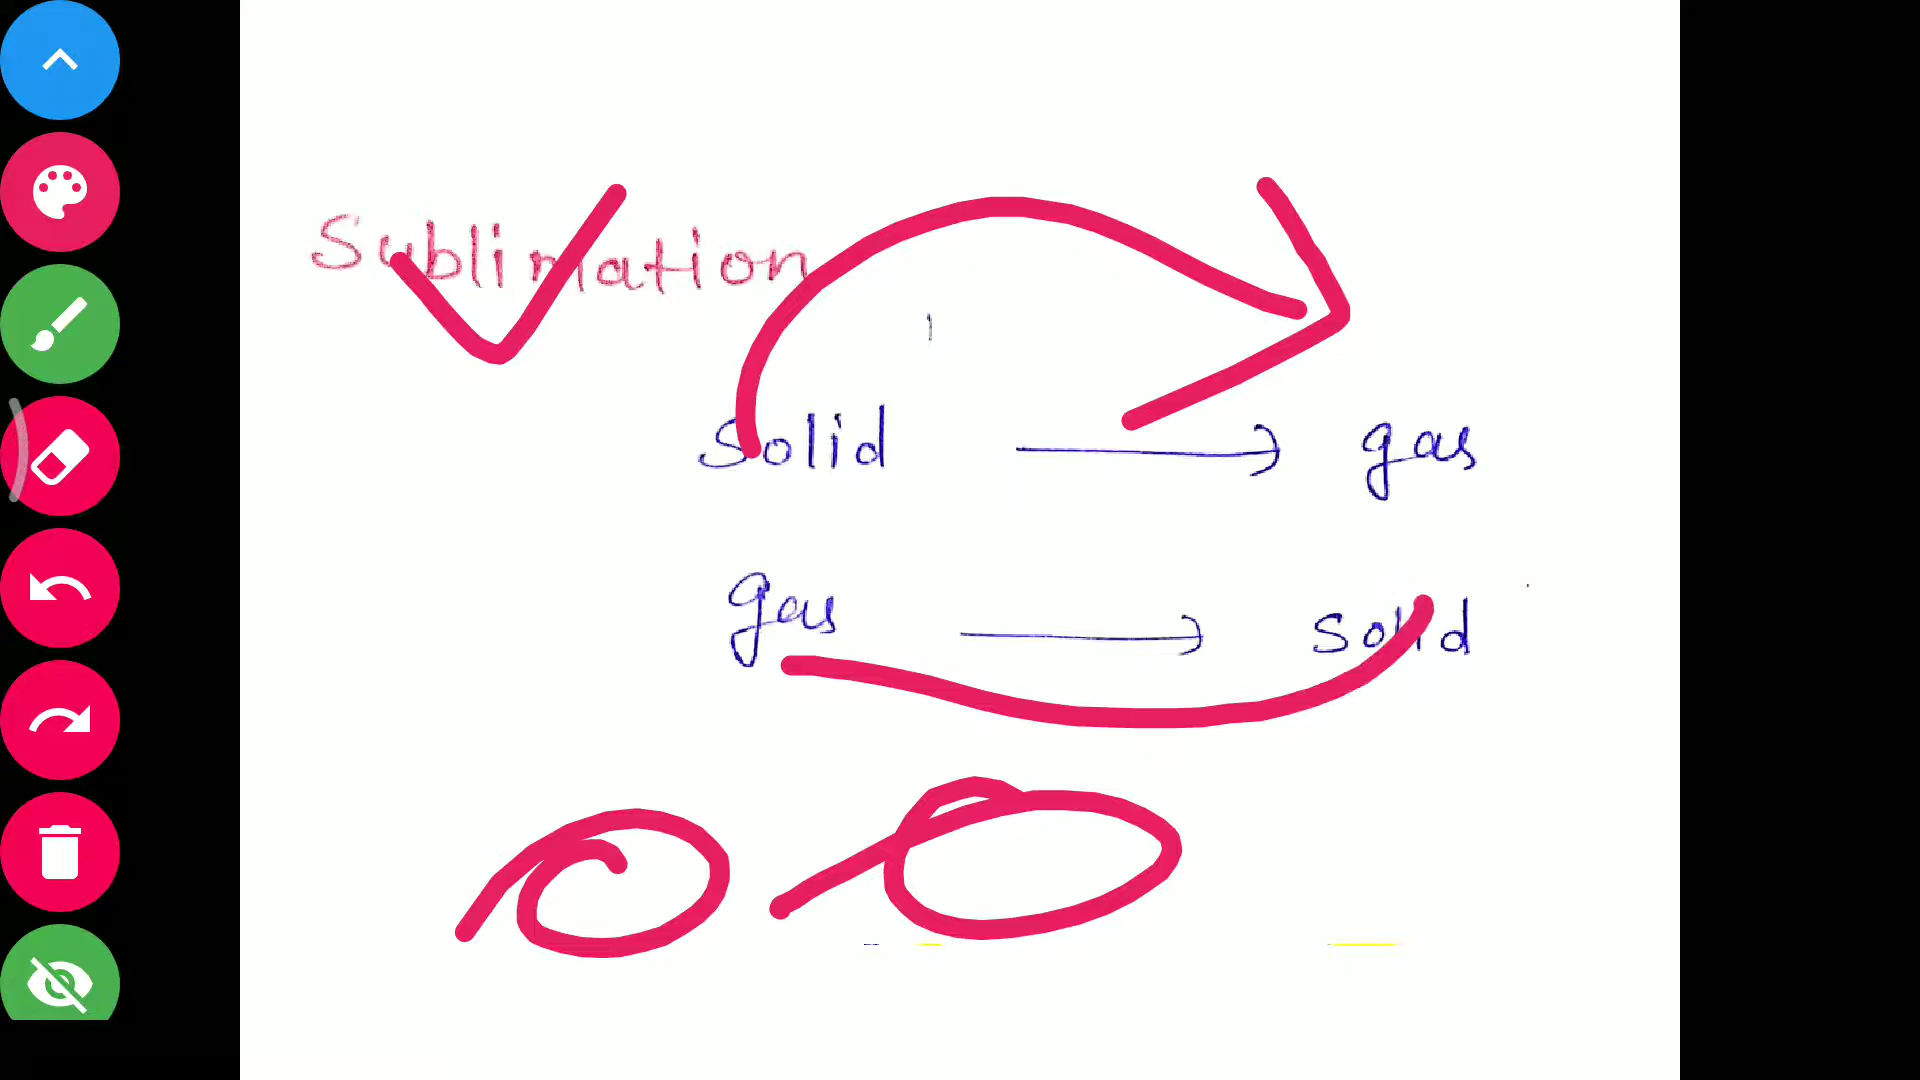 Sublimation
Solid → gas
gas → solid